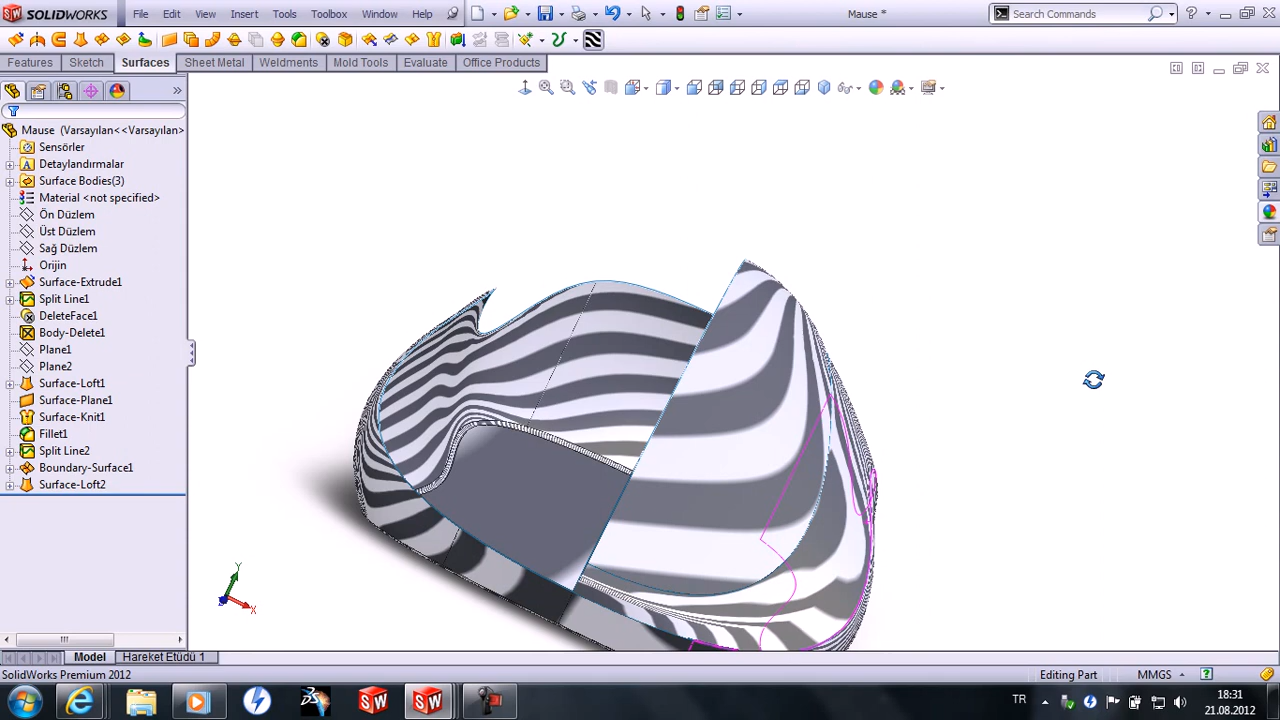 SOLIDWORKS File Edit View Insert Tools Toolbox Window Help Mause * Search Commands
Features Sketch Surfaces Sheet Metal Weldments Mold Tools Evaluate Office Products
Mause (Varsayılan<<Varsayılan>
Sensörler
Detaylandırmalar
Surface Bodies(3)
Material <not specified>
Ön Düzlem
Üst Düzlem
Sağ Düzlem
Orijin
Surface-Extrude1
Split Line1
DeleteFace1
Body-Delete1
Plane1
Plane2
Surface-Loft1
Surface-Plane1
Surface-Knit1
Fillet1
Split Line2
Boundary-Surface1
Surface-Loft2
Y
X
Model Hareket Etüdü 1
SolidWorks Premium 2012 Editing Part MMGS
TR 18:31
21.08.2012